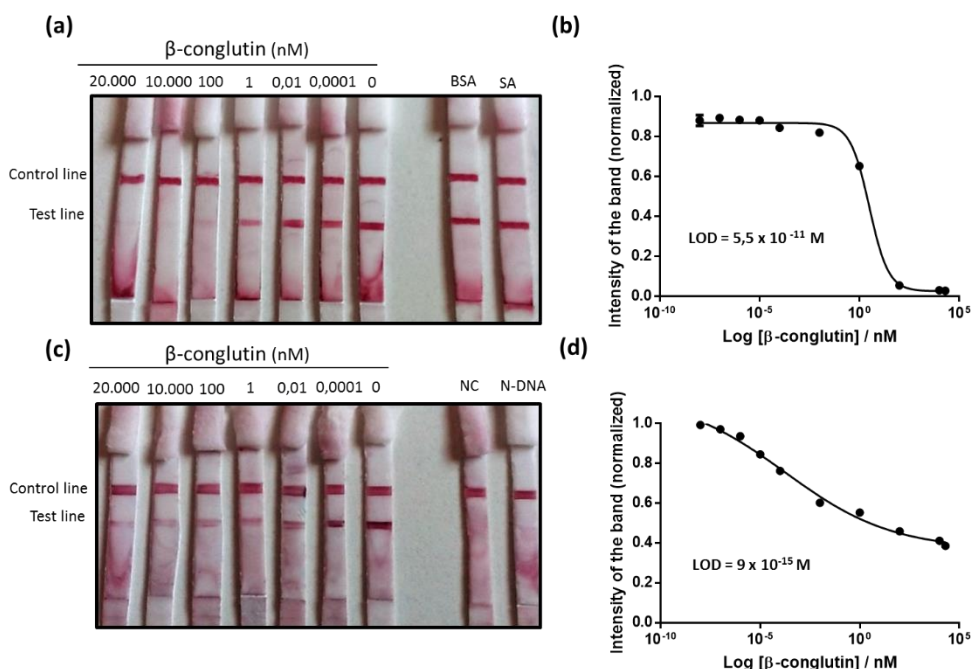 (a)
β-conglutin (nM)
20.000 10.000 100 1 0,01 0,0001 0 BSA SA
Control line
Test line
(b)
Intensity of the band (normalized)
1.0
0.8
0.6
0.4
0.2
0.0
LOD = 5,5 x 10 -11 M
10-10 10-5 100 105
Log [β-conglutin] / nM
(c)
β-conglutin (nM)
20.000 10.000 100 1 0,01 0,0001 0 NC N-DNA
Control line
Test line
(d)
Intensity of the band (normalized)
1.0
0.8
0.6
0.4
0.2
0.0
LOD = 9 x 10-15 M
10-10 10-5 100 105
Log [β-conglutin] / nM